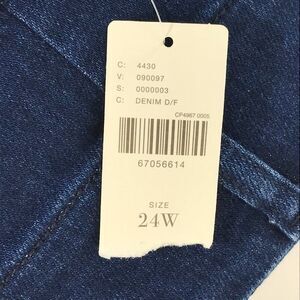 C: 4430
V: 090097
S: 0000003
C: DENIM D/F
CP4967 0005
67056614
SIZE
24W